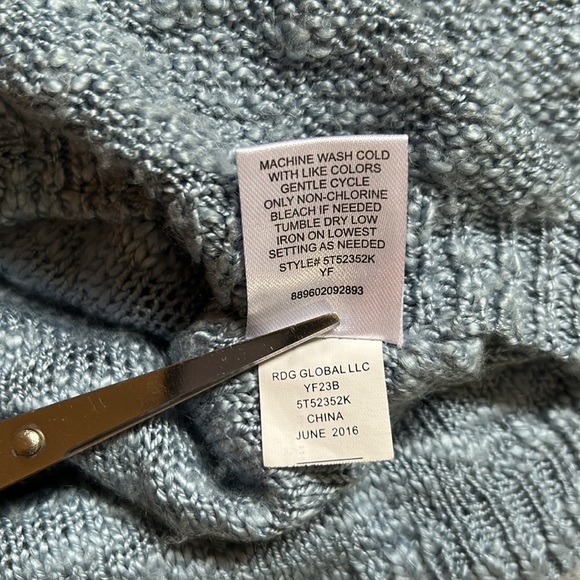 MACHINE WASH COLD
WITH LIKE COLORS
GENTLE CYCLE
ONLY NON-CHLORINE
BLEACH IF NEEDED
TUMBLE DRY LOW
IRON ON LOWEST
SETTING AS NEEDED
STYLE# 5T52352K
YF
889602092893
RDG GLOBAL LLC
YF23B
5T52352K
CHINA
JUNE 2016